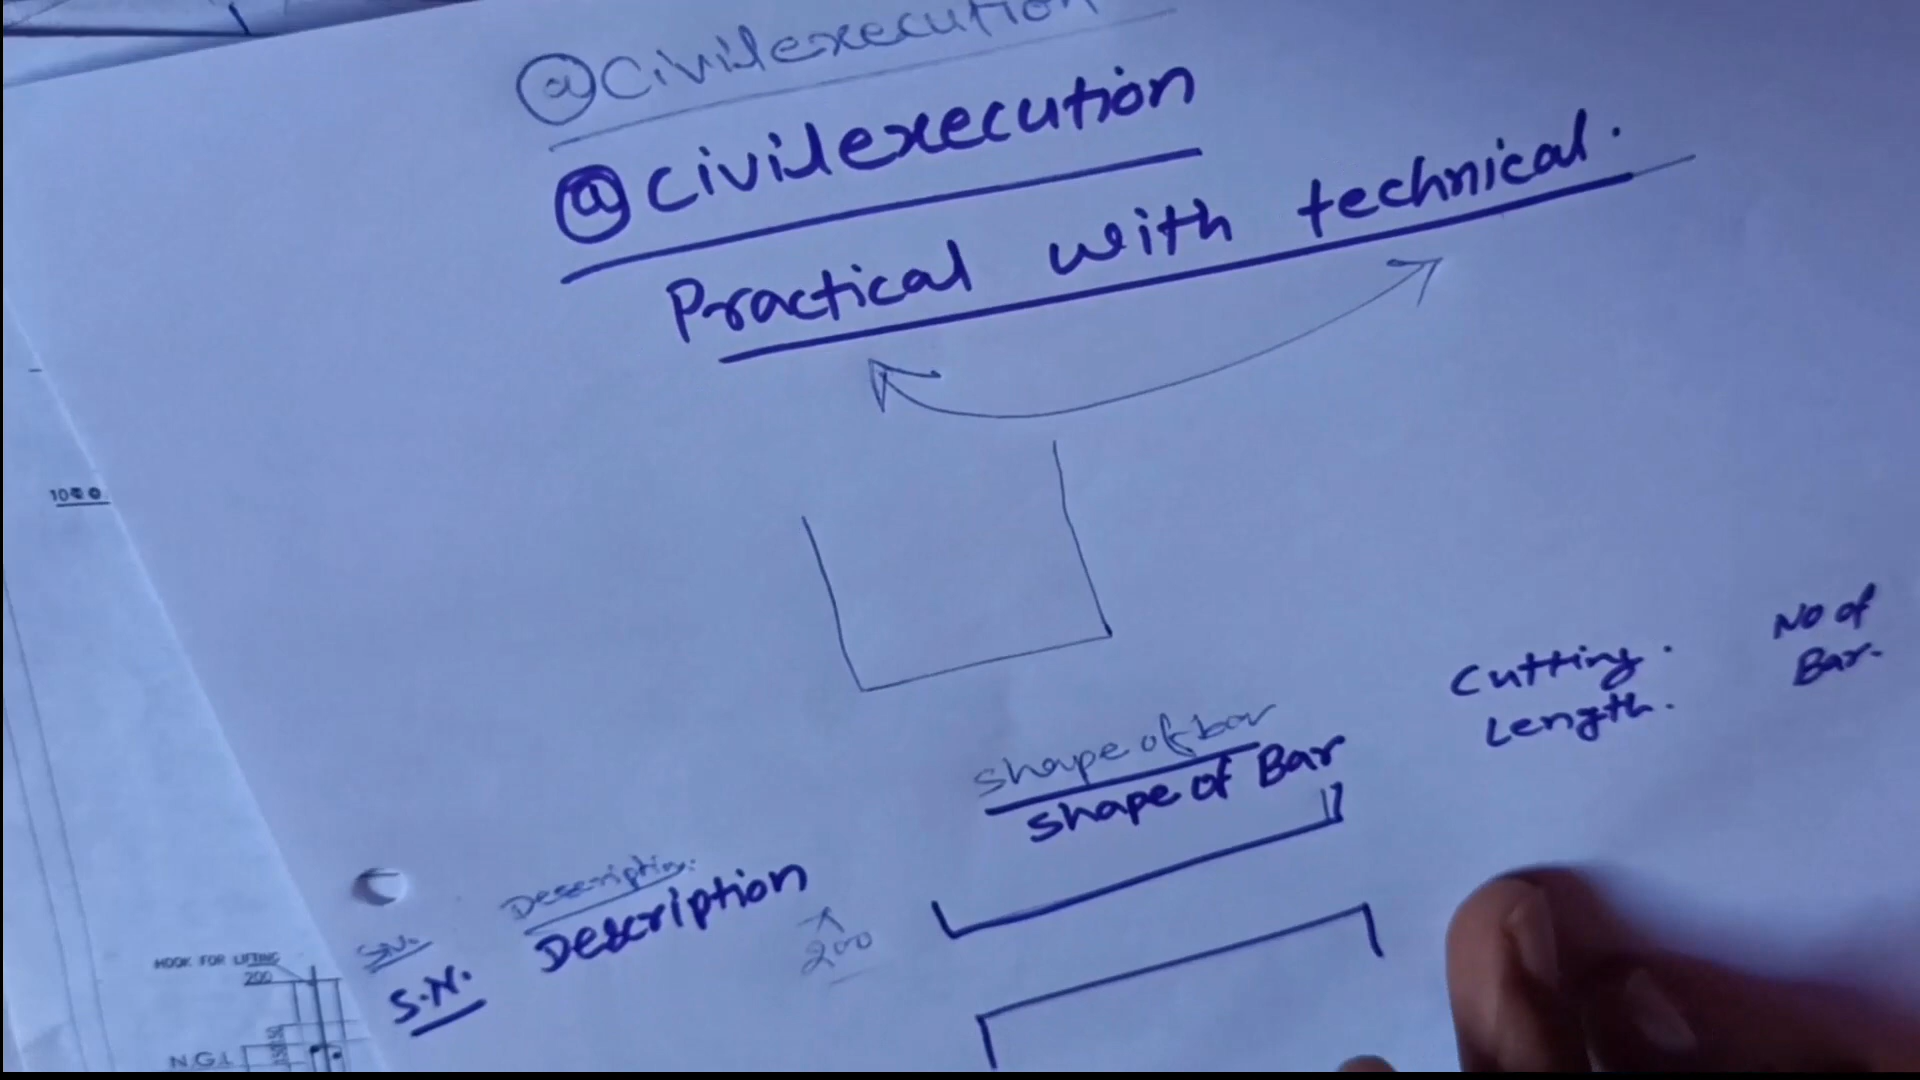 @Civilexecution
@civilexecution
Practical with technical.
1000
Cutting.
Length.
No of
Bar.
shape of bar
shape of Bar
Description
Description
200
S.N.
S.N.
HOOK FOR LIFTING
200
N.G.L